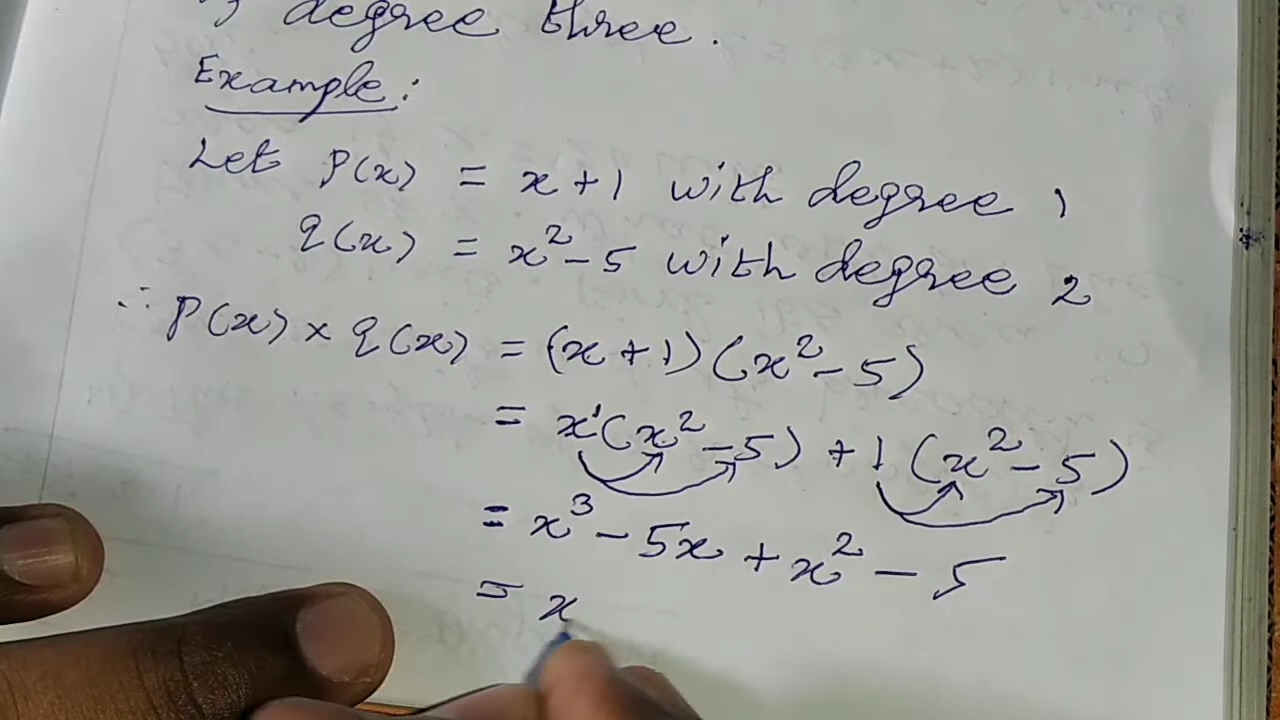 degree three.
Example:
Let p(x) = x+1 with degree 1
q(x) = x²-5 with degree 2
∴ p(x) × q(x) = (x+1)(x²-5)
= x¹(x²-5) + 1(x²-5)
= x³ - 5x + x² - 5
= x